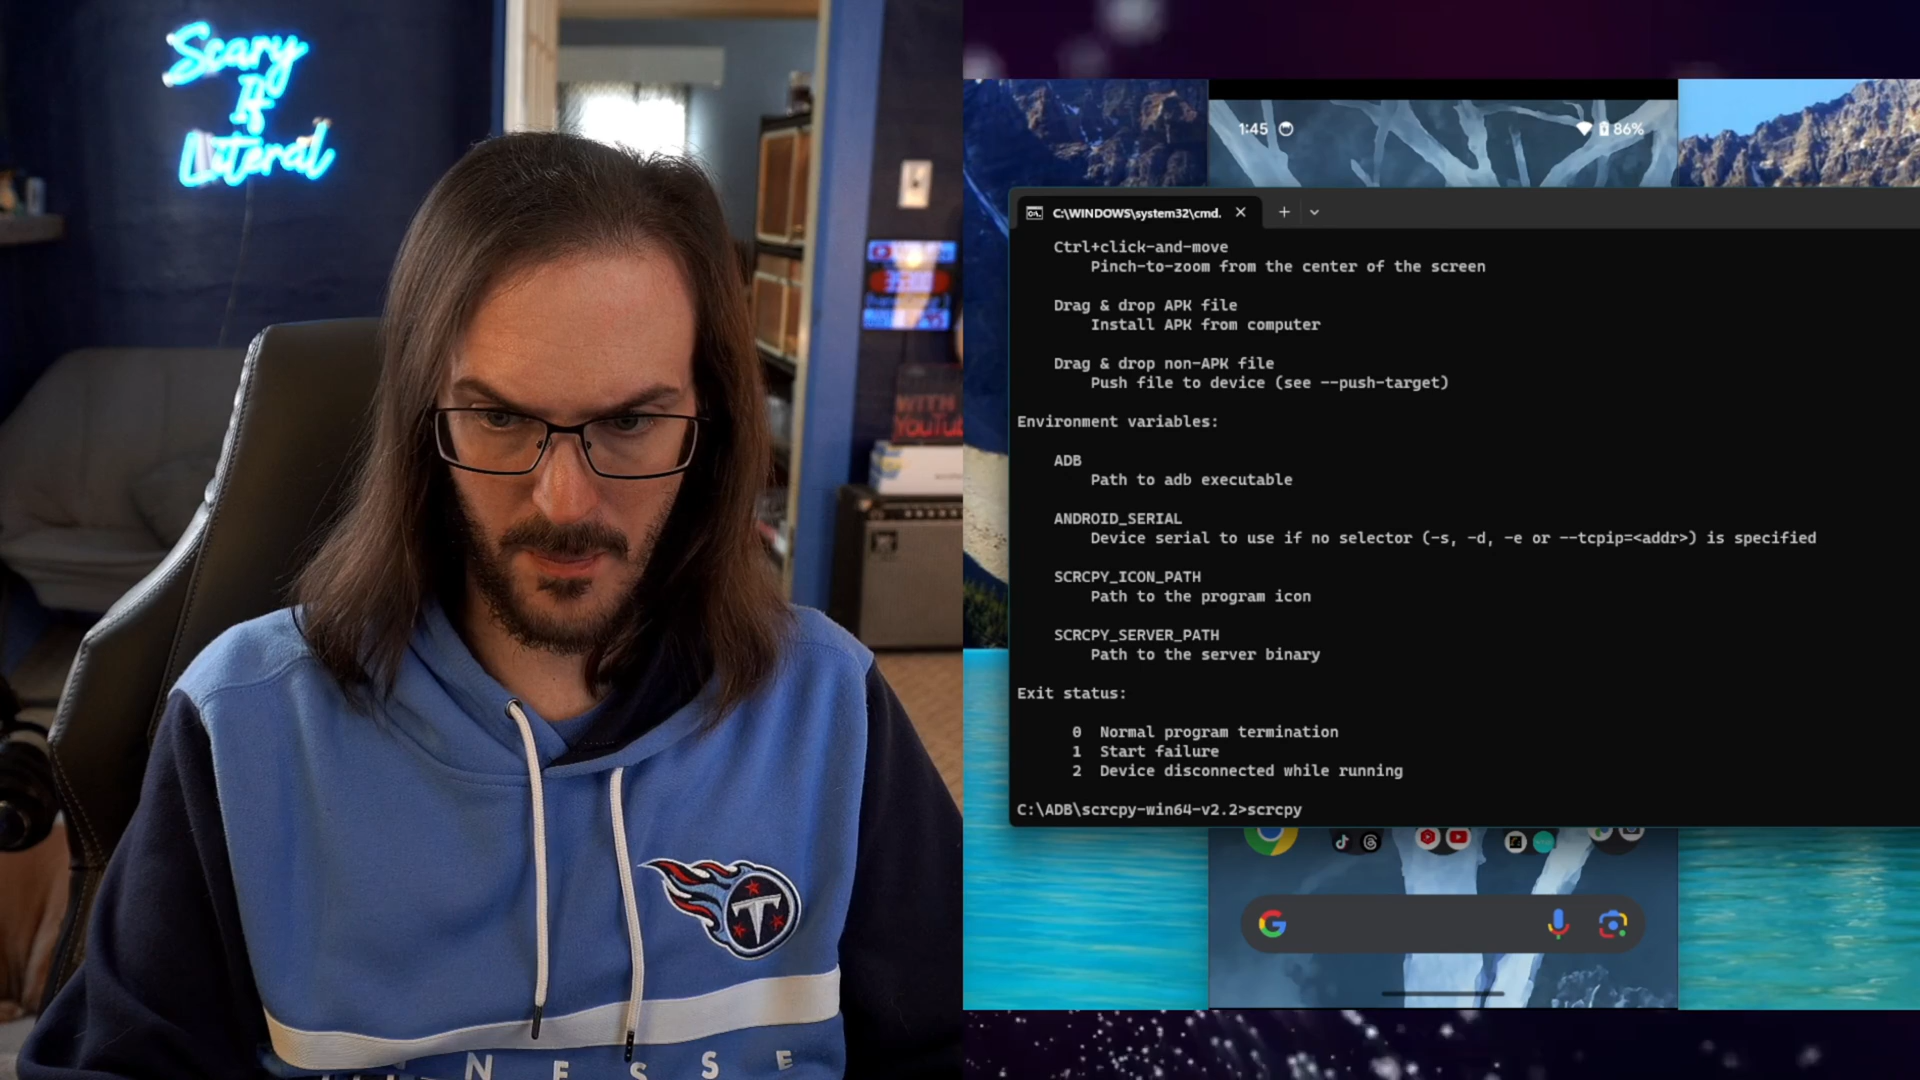 Scary
If
Literal
WITH
YouTu
T
NESSE
1:45
86%
C:\WINDOWS\system32\cmd.
Ctrl+click-and-move
Pinch-to-zoom from the center of the screen
Drag & drop APK file
Install APK from computer
Drag & drop non-APK file
Push file to device (see --push-target)
Environment variables:
ADB
Path to adb executable
ANDROID_SERIAL
Device serial to use if no selector (-s, -d, -e or --tcpip=<addr>) is specified
SCRCPY_ICON_PATH
Path to the program icon
SCRCPY_SERVER_PATH
Path to the server binary
Exit status:
0 Normal program termination
1 Start failure
2 Device disconnected while running
C:\ADB\scrcpy-win64-v2.2>scrcpy
G